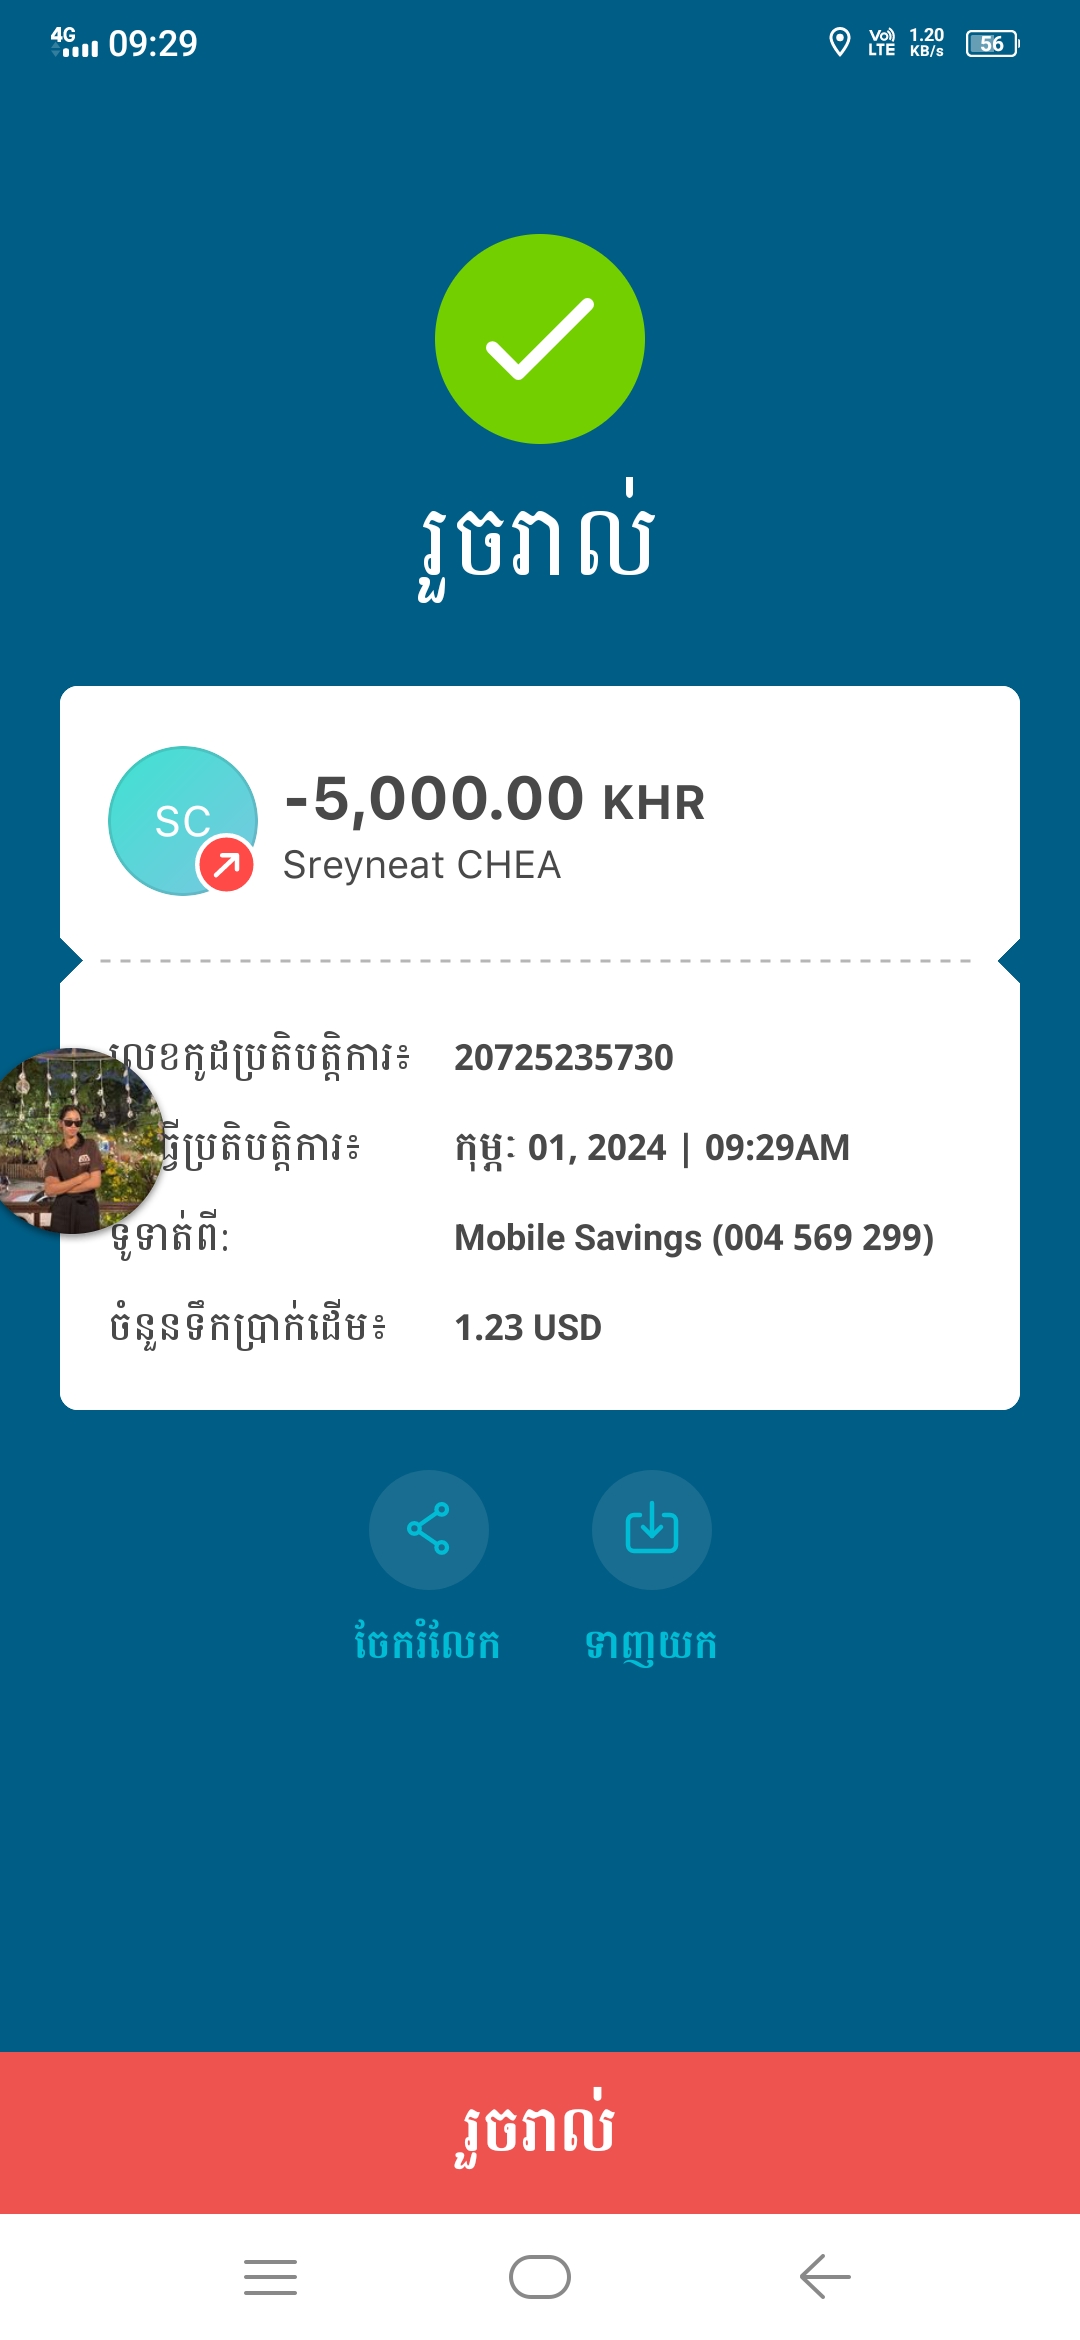 4G 09:29 Vo) LTE 1.20 KB/s 56
រួចរាល់
SC
-5,000.00 KHR
Sreyneat CHEA
លេខកូដប្រតិបត្តិការ៖ 20725235730
ធ្វើប្រតិបត្តិការ៖ កុម្ភៈ 01, 2024 | 09:29AM
ទូទាត់ពី: Mobile Savings (004 569 299)
ចំនួនទឹកប្រាក់ដើម៖ 1.23 USD
ចែករំលែក ទាញយក
រួចរាល់